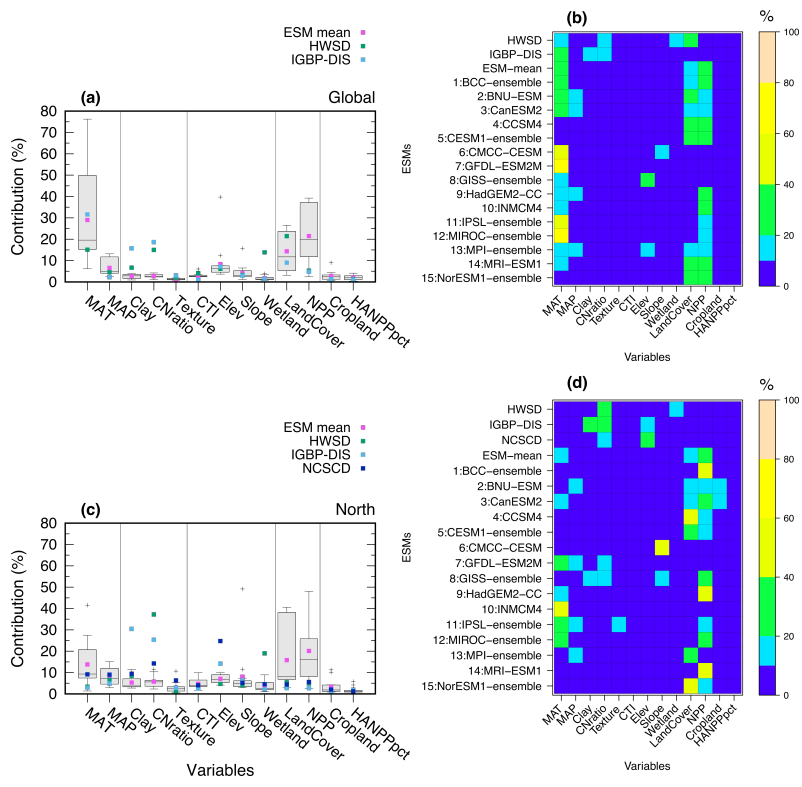 ESM mean
HWSD
IGBP-DIS
(a)
Global
Contribution (%)
80
70
60
50
40
30
20
10
0
MAT
MAP
Clay
CNratio
Texture
CTI
Elev
Slope
Wetland
LandCover
NPP
Cropland
HANPPpct
(b)
%
ESMs
HWSD
IGBP-DIS
ESM-mean
1:BCC-ensemble
2:BNU-ESM
3:CanESM2
4:CCSM4
5:CESM1-ensemble
6:CMCC-CESM
7:GFDL-ESM2M
8:GISS-ensemble
9:HadGEM2-CC
10:INMCM4
11:IPSL-ensemble
12:MIROC-ensemble
13:MPI-ensemble
14:MRI-ESM1
15:NorESM1-ensemble
MAT
MAP
Clay
CNratio
Texture
CTI
Elev
Slope
Wetland
LandCover
NPP
Cropland
HANPPpct
Variables
100
80
60
40
20
0
ESM mean
HWSD
IGBP-DIS
NCSCD
(c)
North
Contribution (%)
80
70
60
50
40
30
20
10
0
MAT
MAP
Clay
CNratio
Texture
CTI
Elev
Slope
Wetland
LandCover
NPP
Cropland
HANPPpct
Variables
(d)
%
ESMs
HWSD
IGBP-DIS
NCSCD
ESM-mean
1:BCC-ensemble
2:BNU-ESM
3:CanESM2
4:CCSM4
5:CESM1-ensemble
6:CMCC-CESM
7:GFDL-ESM2M
8:GISS-ensemble
9:HadGEM2-CC
10:INMCM4
11:IPSL-ensemble
12:MIROC-ensemble
13:MPI-ensemble
14:MRI-ESM1
15:NorESM1-ensemble
MAT
MAP
Clay
CNratio
Texture
CTI
Elev
Slope
Wetland
LandCover
NPP
Cropland
HANPPpct
Variables
100
80
60
40
20
0